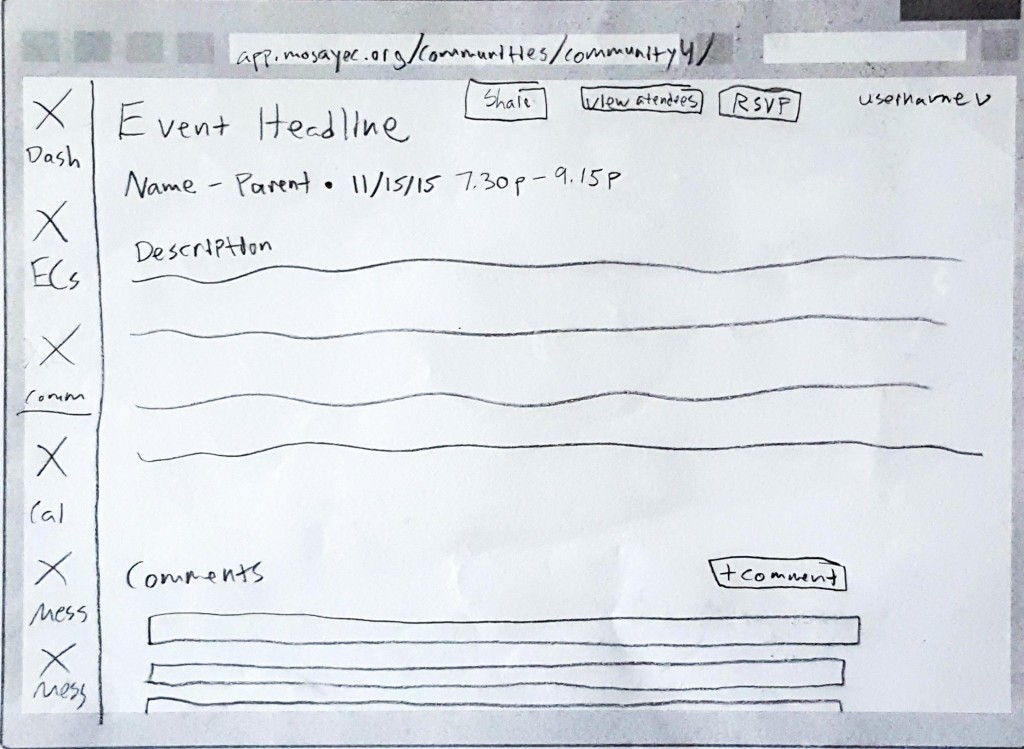 app.mosayec.org/communities/community4/
Share
View atendees
RSVP
username v
Event Headline
Name - Parent • 11/15/15 7.30p - 9.15p
Description
Dash
ECs
Comm
Cal
Mess
Mess
Comments
+ comment